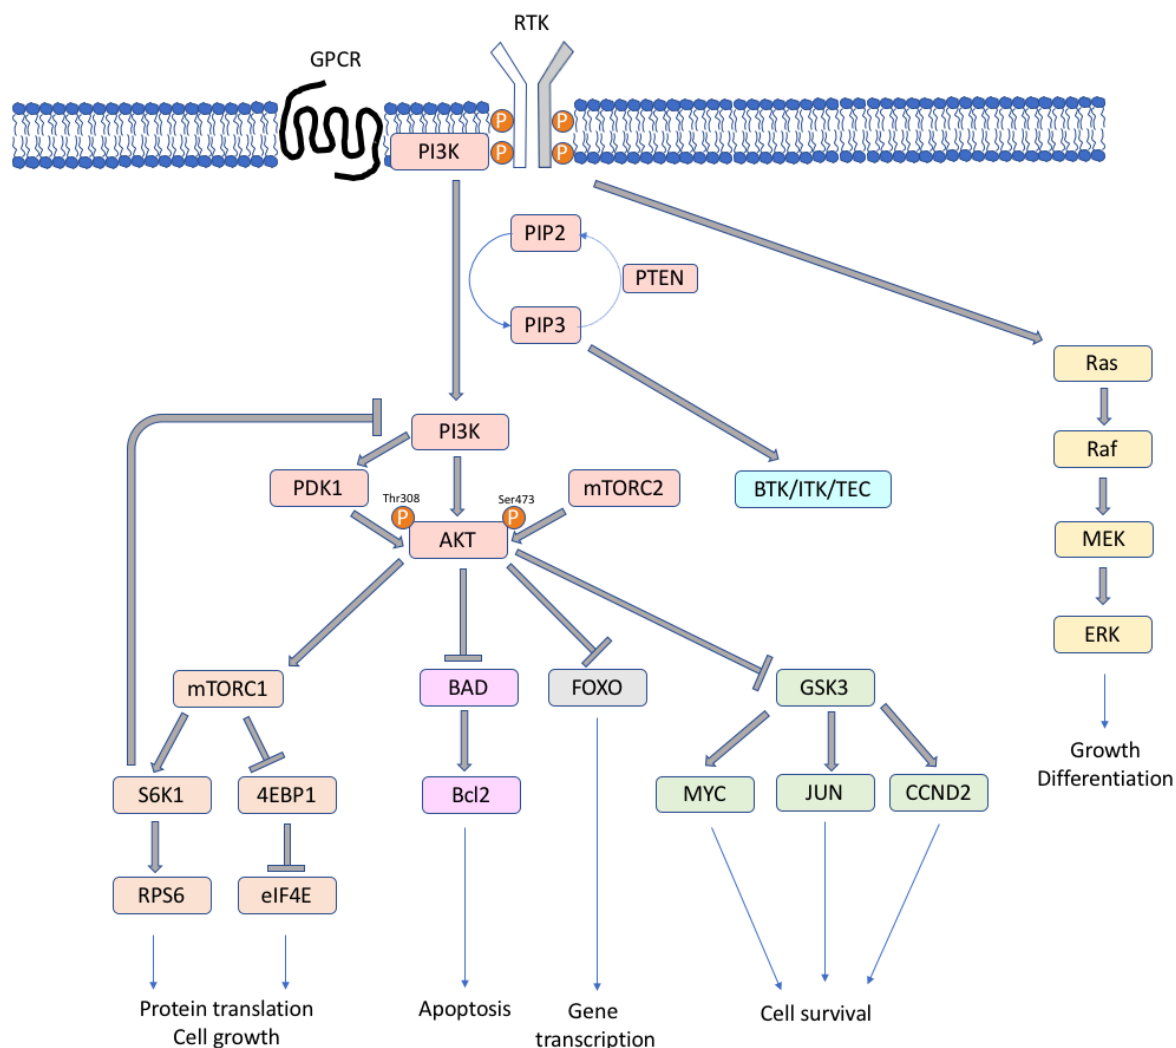 RTK
GPCR
P
P
PI3K
P
P
PIP2
PTEN
PIP3
Ras
PI3K
Raf
PDK1
mTORC2
BTK/ITK/TEC
Thr308
Ser473
P
P
AKT
MEK
ERK
mTORC1
BAD
FOXO
GSK3
Growth
Differentiation
S6K1
4EBP1
Bcl2
MYC
JUN
CCND2
RPS6
eIF4E
Protein translation
Cell growth
Apoptosis
Gene
transcription
Cell survival